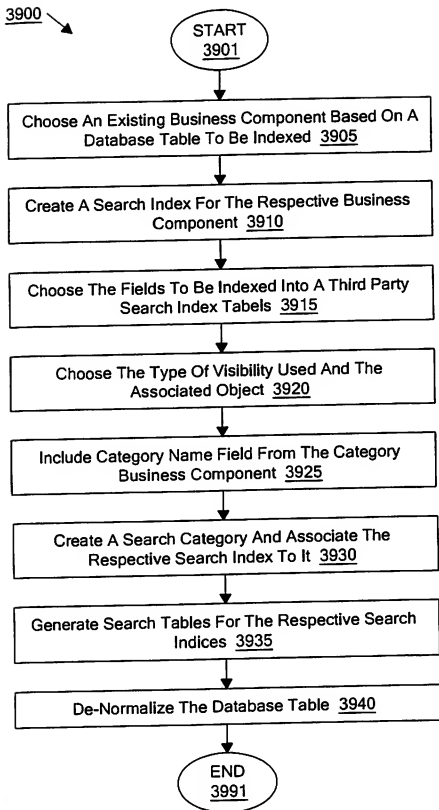 3900
START
3901
Choose An Existing Business Component Based On A
Database Table To Be Indexed 3905
Create A Search Index For The Respective Business
Component 3910
Choose The Fields To Be Indexed Into A Third Party
Search Index Tabels 3915
Choose The Type Of Visibility Used And The
Associated Object 3920
Include Category Name Field From The Category
Business Component 3925
Create A Search Category And Associate The
Respective Search Index To It 3930
Generate Search Tables For The Respective Search
Indices 3935
De-Normalize The Database Table 3940
END
3991